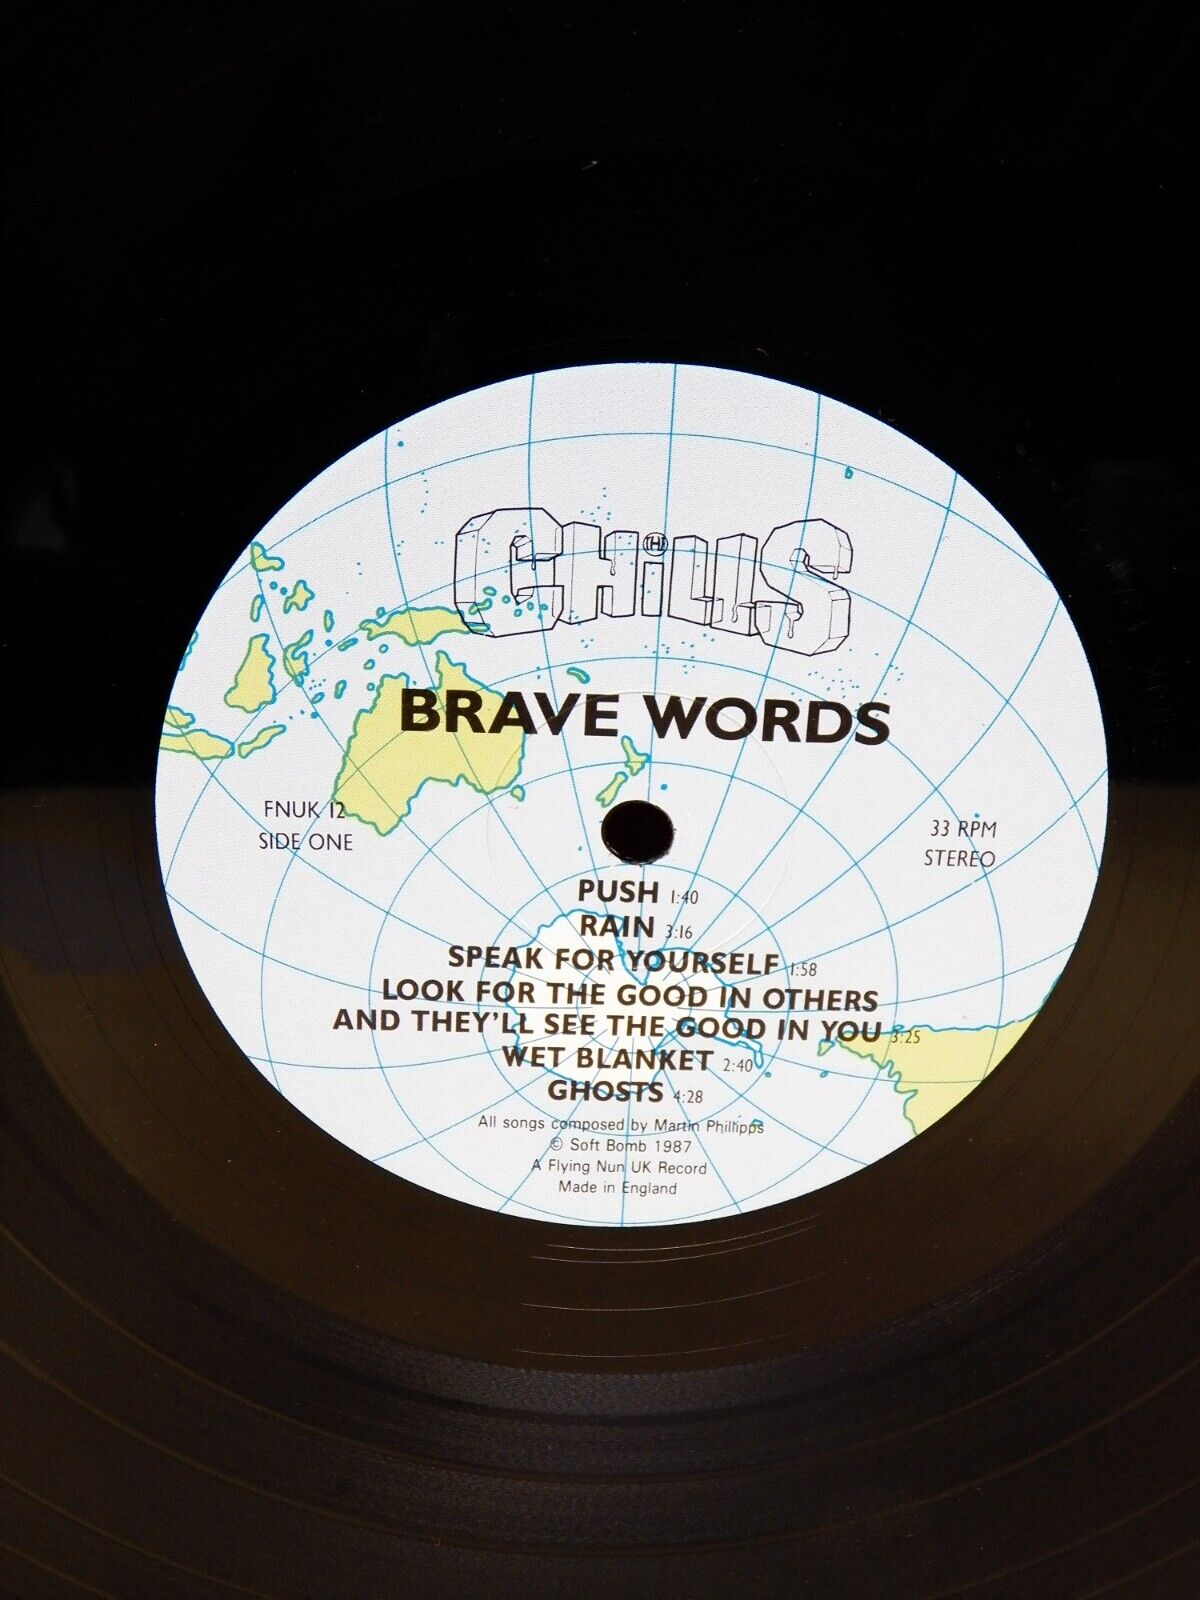 THE
CHILLS
BRAVE WORDS
FNUK 12
SIDE ONE
33 RPM
STEREO
PUSH 1:40
RAIN 3:16
SPEAK FOR YOURSELF 1:58
LOOK FOR THE GOOD IN OTHERS
AND THEY'LL SEE THE GOOD IN YOU 3:25
WET BLANKET 2:40
GHOSTS 4:28
All songs composed by Martin Phillipps
© Soft Bomb 1987
A Flying Nun UK Record
Made in England